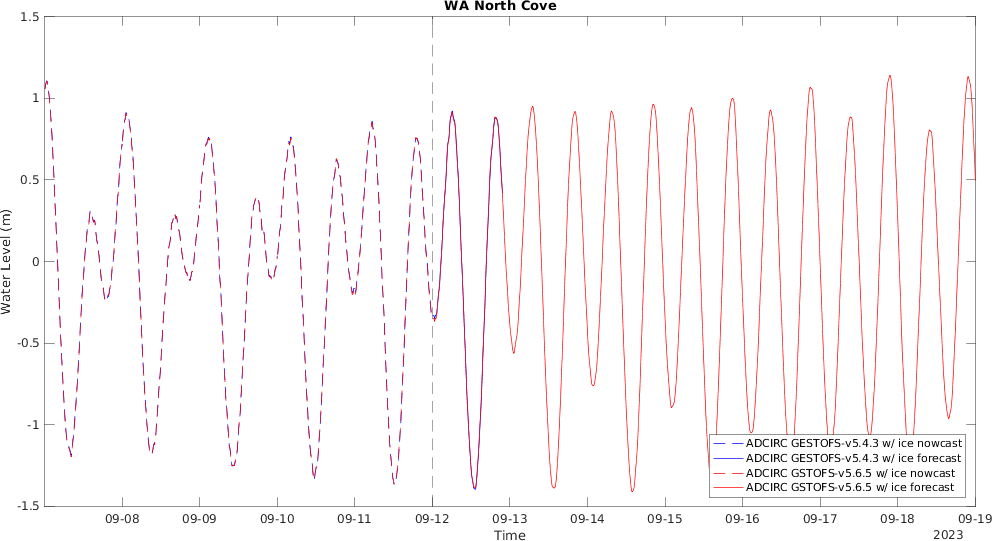 WA North Cove
1.5
1
0.5
0
-0.5
-1
-1.5
Water Level (m)
09-08 09-09 09-10 09-11 09-12 09-13 09-14 09-15 09-16 09-17 09-18 09-19
Time
2023
ADCIRC GESTOFS-v5.4.3 w/ ice nowcast
ADCIRC GESTOFS-v5.4.3 w/ ice forecast
ADCIRC GSTOFS-v5.6.5 w/ ice nowcast
ADCIRC GSTOFS-v5.6.5 w/ ice forecast